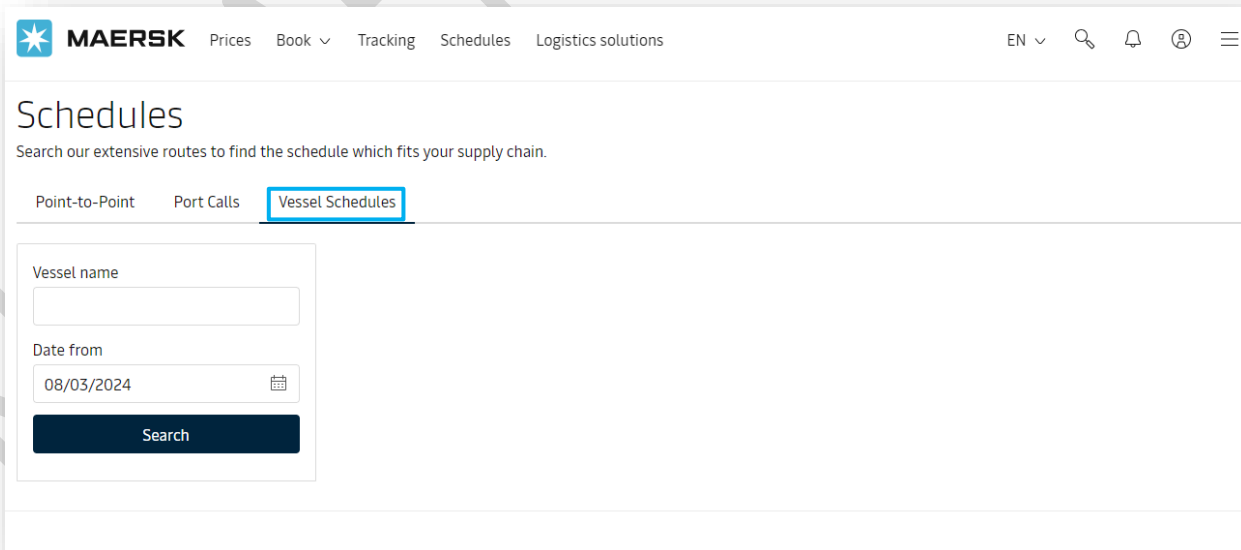 MAERSK Prices Book Tracking Schedules Logistics solutions EN
Schedules
Search our extensive routes to find the schedule which fits your supply chain.
Point-to-Point Port Calls Vessel Schedules
Vessel name
Date from
08/03/2024
Search